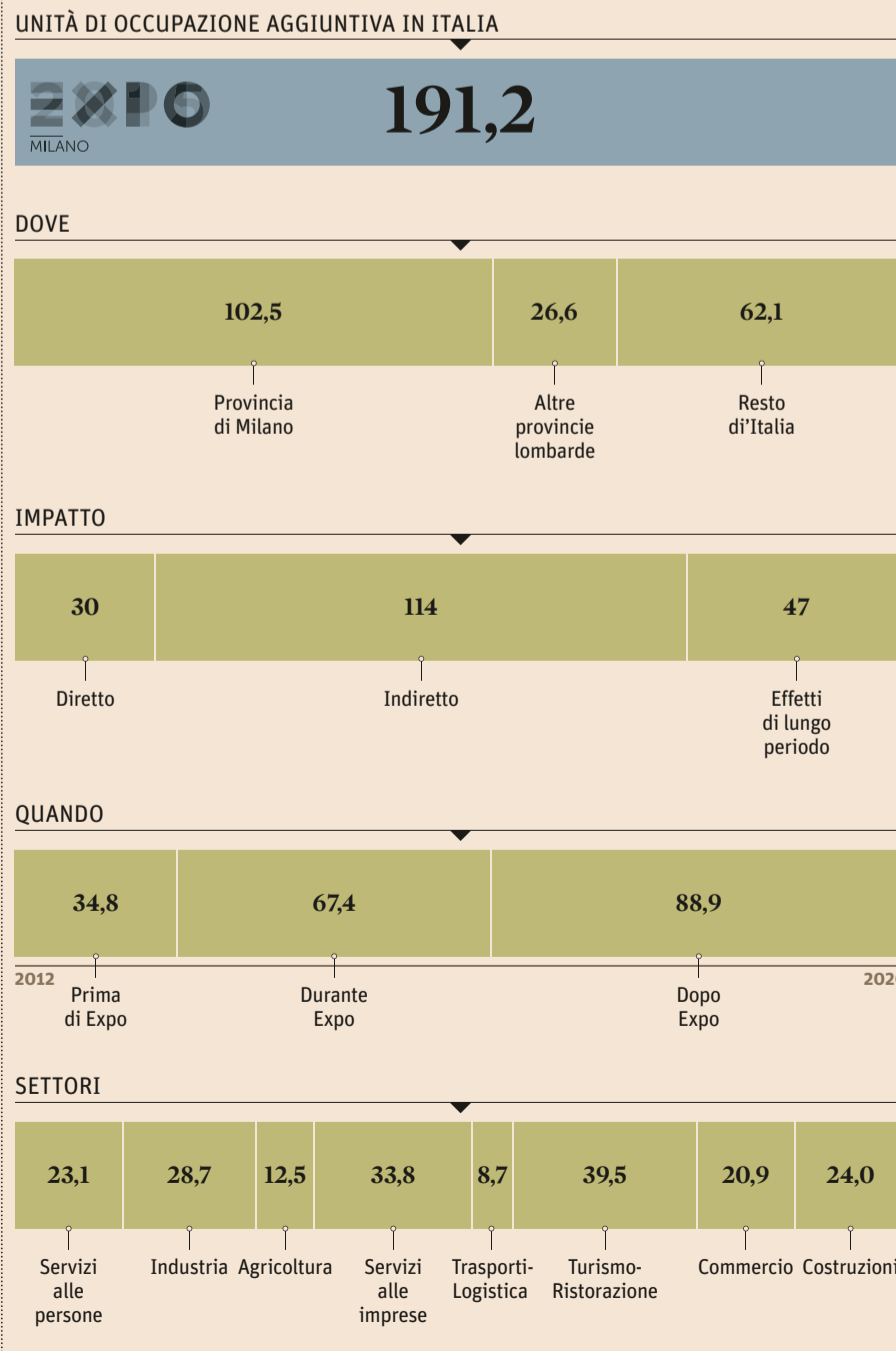 UNITÀ DI OCCUPAZIONE AGGIUNTIVA IN ITALIA
EXPO
2015
MILANO
191,2
DOVE
102,5
26,6
62,1
Provincia
di Milano
Altre
provincie
lombarde
Resto
di’Italia
IMPATTO
30
114
47
Diretto
Indiretto
Effetti
di lungo
periodo
QUANDO
34,8
67,4
88,9
2012
Prima
di Expo
Durante
Expo
Dopo
Expo
SETTORI
23,1
28,7
12,5
33,8
8,7
39,5
20,9
24,0
Servizi
alle
persone
Industria
Agricoltura
Servizi
alle
imprese
Trasporti-
Logistica
Turismo-
Ristorazione
Commercio
Costruzioni